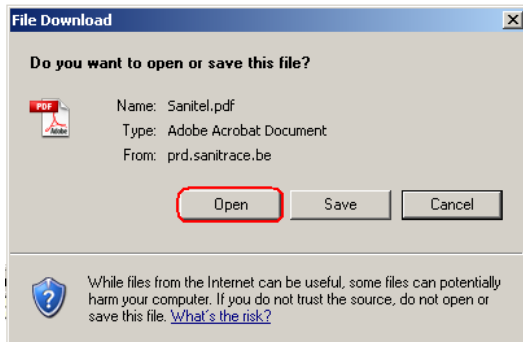 File Download
Do you want to open or save this file?
PDF
Adobe
Name: Sanitel.pdf
Type: Adobe Acrobat Document
From: prd.sanitrace.be
Open Save Cancel
While files from the Internet can be useful, some files can potentially
harm your computer. If you do not trust the source, do not open or
save this file. What's the risk?